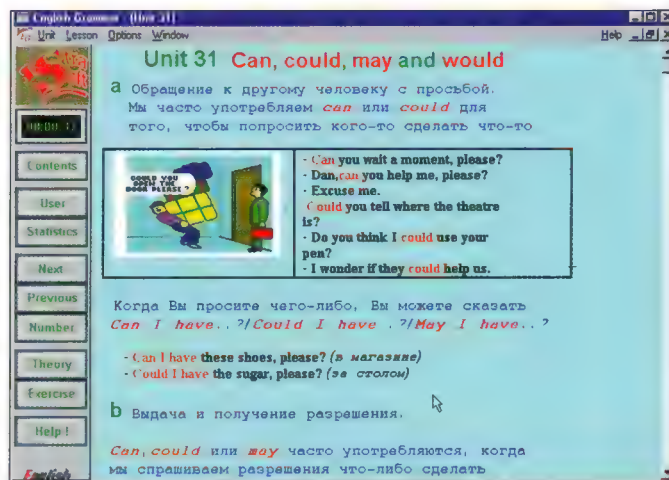 English Grammar - [Unit 31]
Unit Lesson Options Window Help
Unit 31 Can, could, may and would
a Обращение к другому человеку с просьбой.
Мы часто употребляем can или could для
того, чтобы попросить кого-то сделать что-то
COULD YOU
OPEN THE
DOOR PLEASE ?
- Can you wait a moment, please?
- Dan,can you help me, please?
- Excuse me.
Could you tell where the theatre
is?
- Do you think I could use your
pen?
- I wonder if they could help us.
Когда Вы просите чего-либо, Вы можете сказать
Can I have..?/Could I have .?/May I have..?
- Can I have these shoes, please? (в магазине)
- Could I have the sugar, please? (за столом)
b Выдача и получение разрешения.
Can, could или may часто употребляются, когда
мы спрашиваем разрешения что-либо сделать
Contents
User
Statistics
Next
Previous
Number
Theory
Exercise
Help !
English